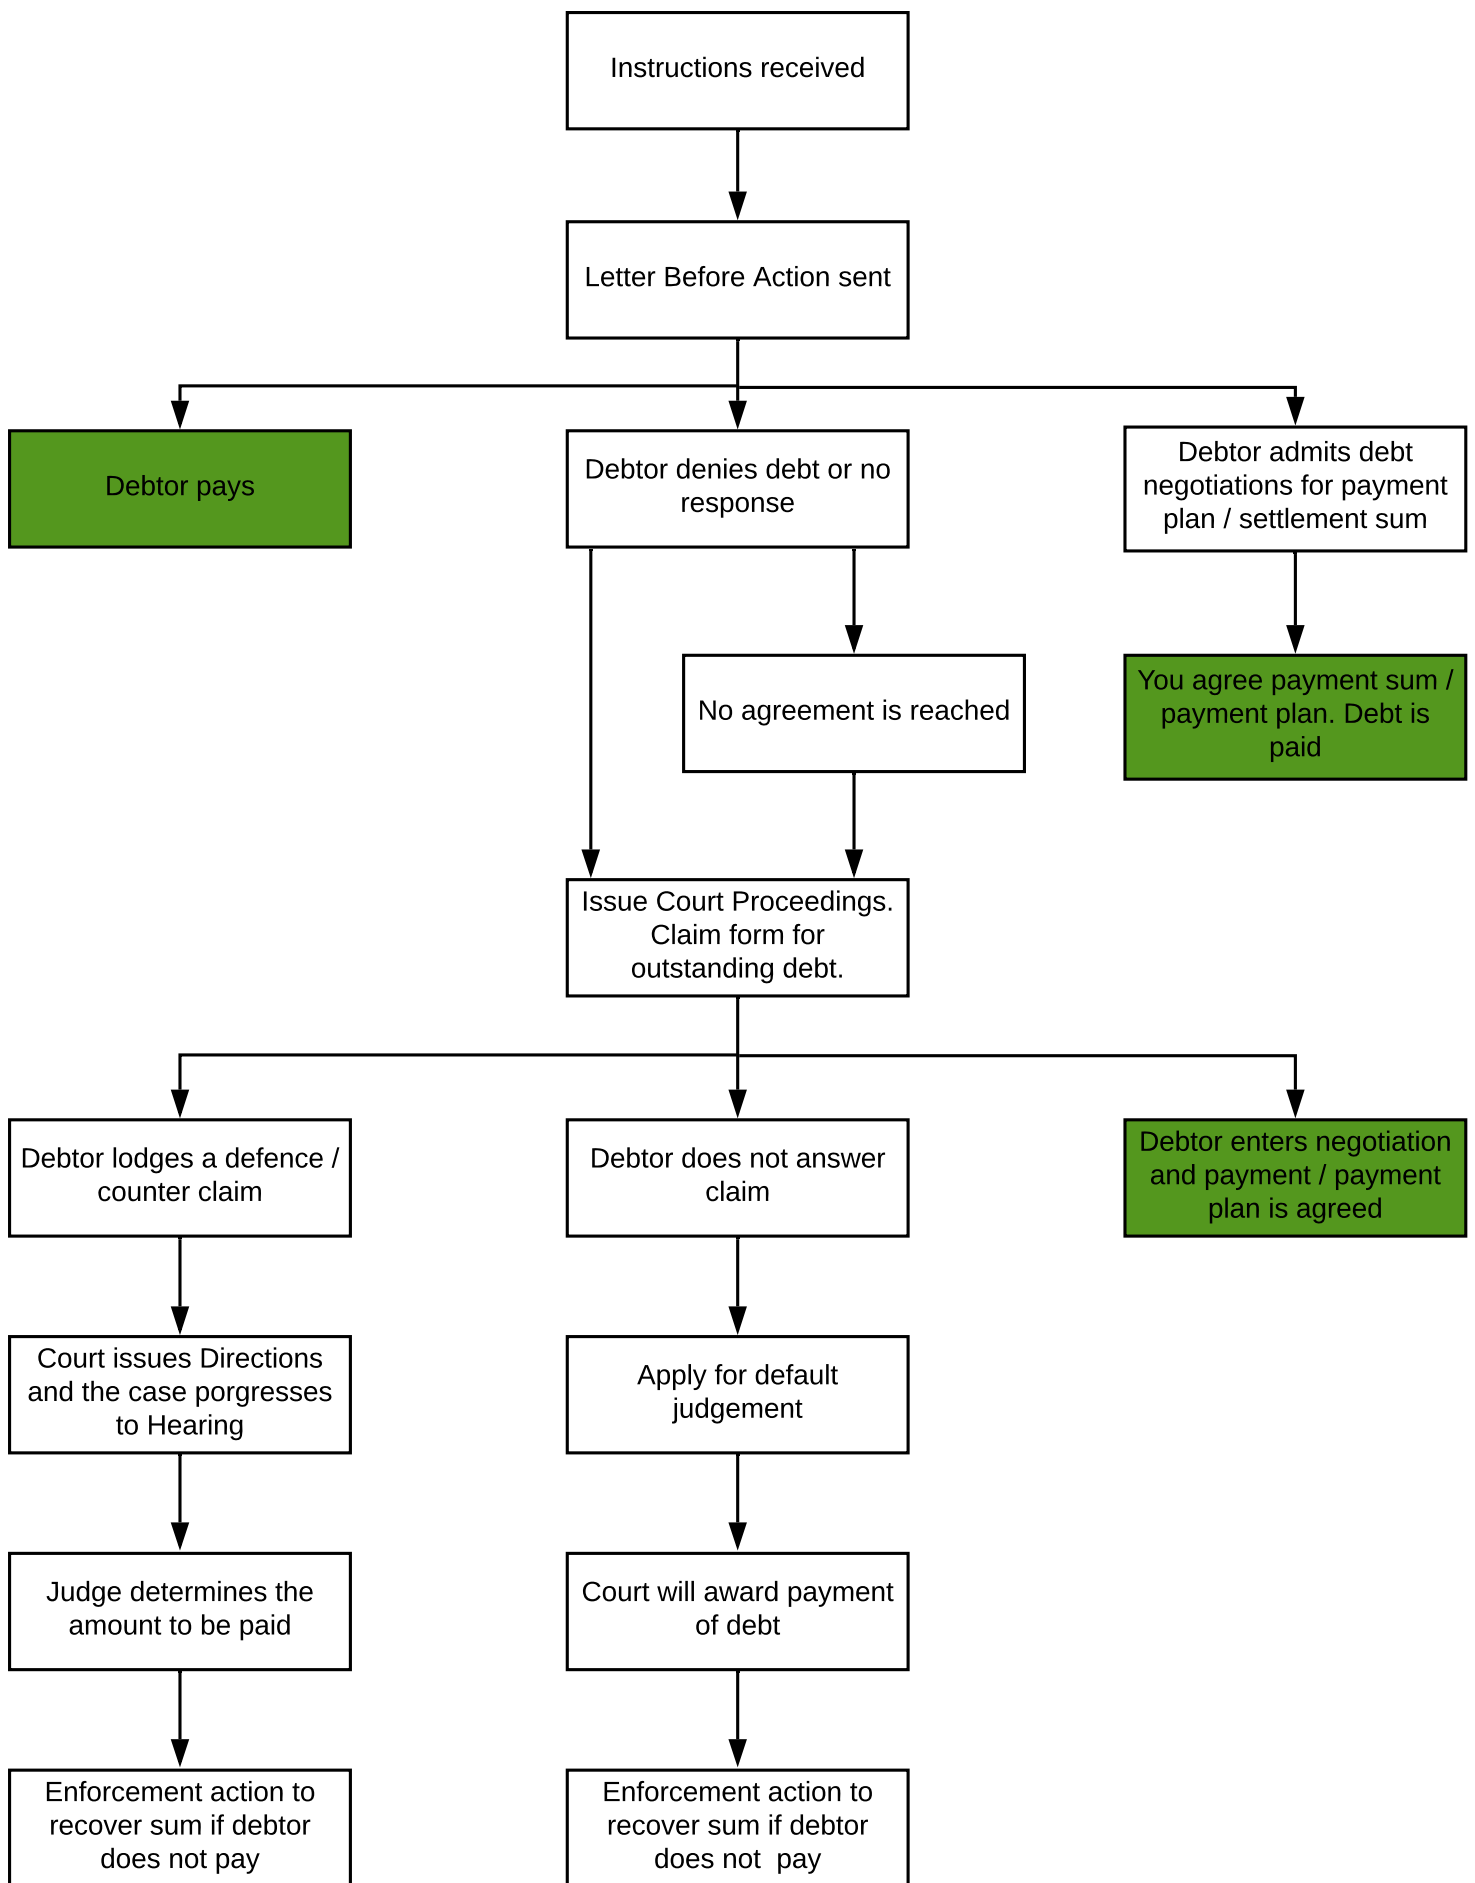 Instructions received
Letter Before Action sent
Debtor pays
Debtor denies debt or no
response
Debtor admits debt
negotiations for payment
plan / settlement sum
No agreement is reached
You agree payment sum /
payment plan. Debt is
paid
Issue Court Proceedings.
Claim form for
outstanding debt.
Debtor lodges a defence /
counter claim
Debtor does not answer
claim
Debtor enters negotiation
and payment / payment
plan is agreed
Court issues Directions
and the case porgresses
to Hearing
Apply for default
judgement
Judge determines the
amount to be paid
Court will award payment
of debt
Enforcement action to
recover sum if debtor
does not pay
Enforcement action to
recover sum if debtor
does not  pay